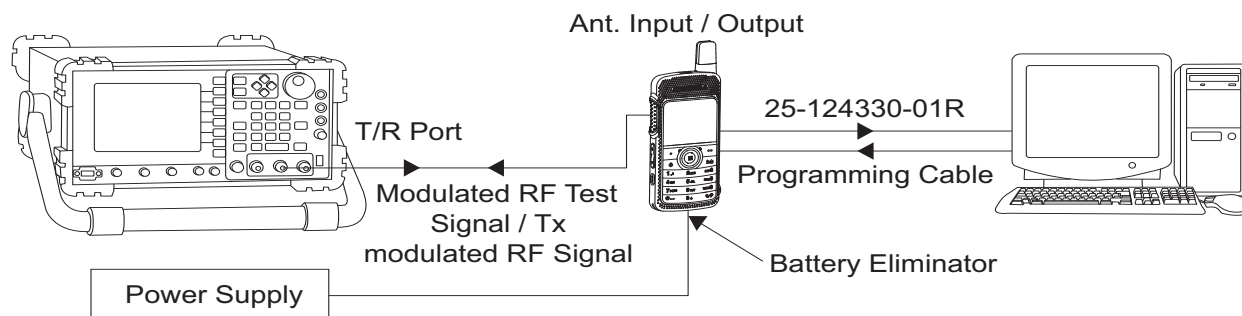 Ant. Input / Output
25-124330-01R
T/R Port
Programming Cable
Modulated RF Test
Signal / Tx
modulated RF Signal
Battery Eliminator
Power Supply